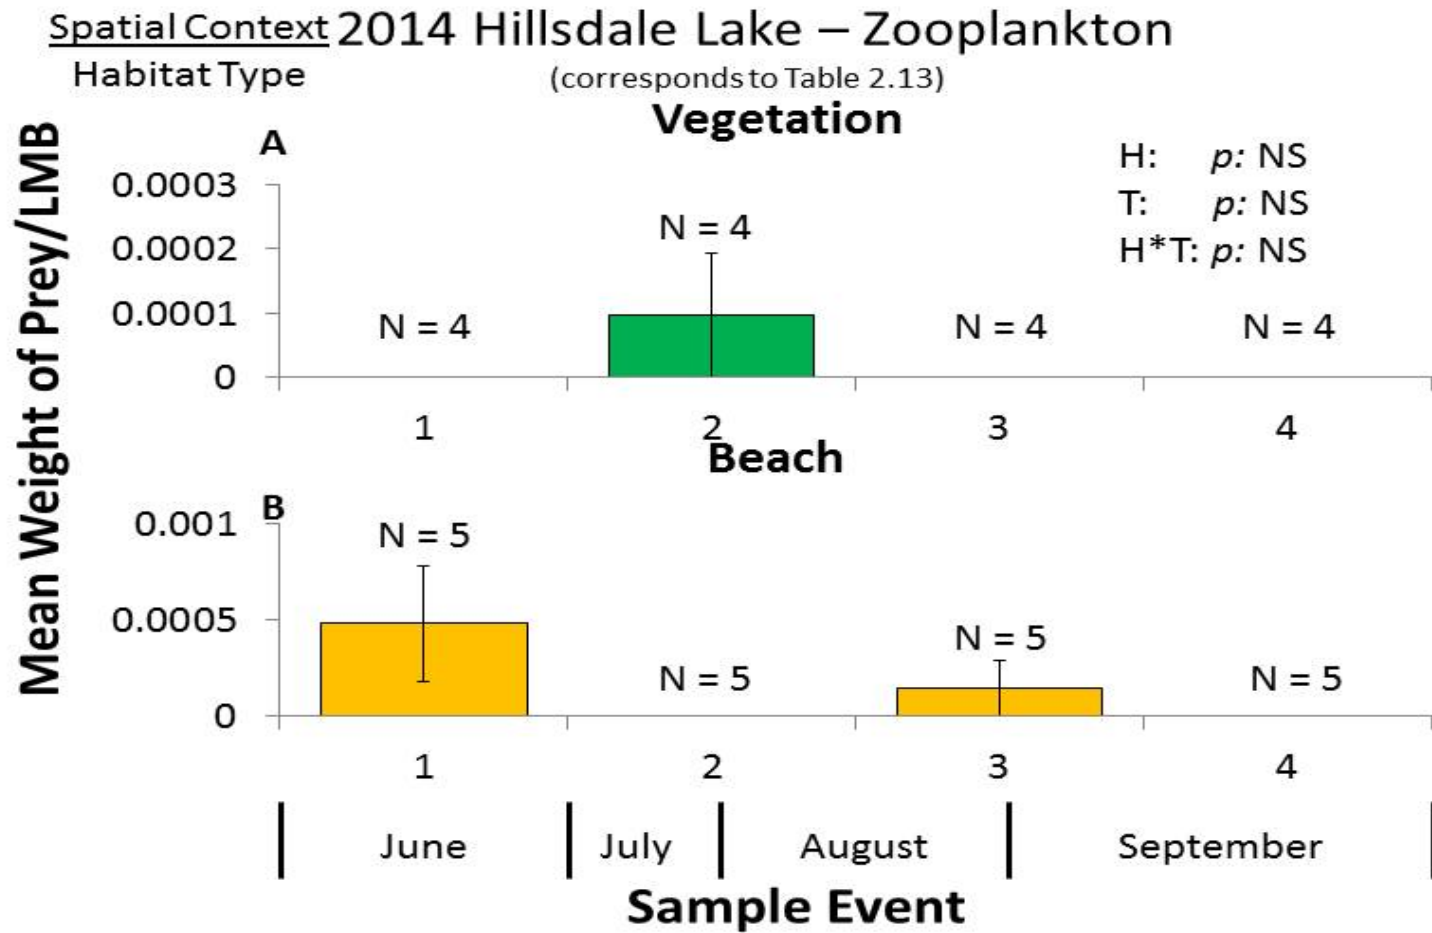 Spatial Context 2014 Hillsdale Lake – Zooplankton
Habitat Type (corresponds to Table 2.13)
Vegetation
A
H: p: NS
T: p: NS
H*T: p: NS
Mean Weight of Prey/LMB
0.0003
0.0002
0.0001
0
N = 4
N = 4
N = 4
N = 4
1 2 3 4
Beach
B
0.001
0.0005
0
N = 5
N = 5
N = 5
N = 5
1 2 3 4
June July August September
Sample Event